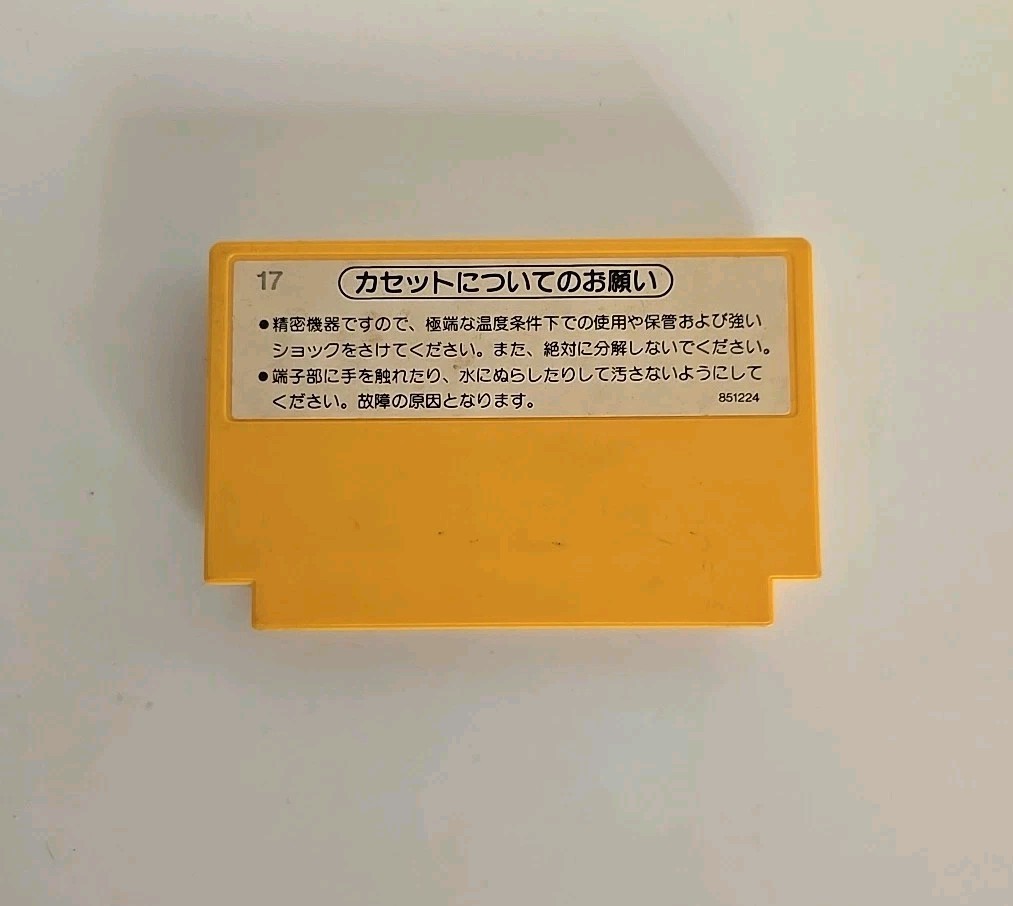 17
カセットについてのお願い
●精密機器ですので、極端な温度条件下での使用や保管および強い
ショックをさけてください。また、絶対に分解しないでください。
●端子部に手を触れたり、水にぬらしたりして汚さないようにして
ください。故障の原因となります。
851224